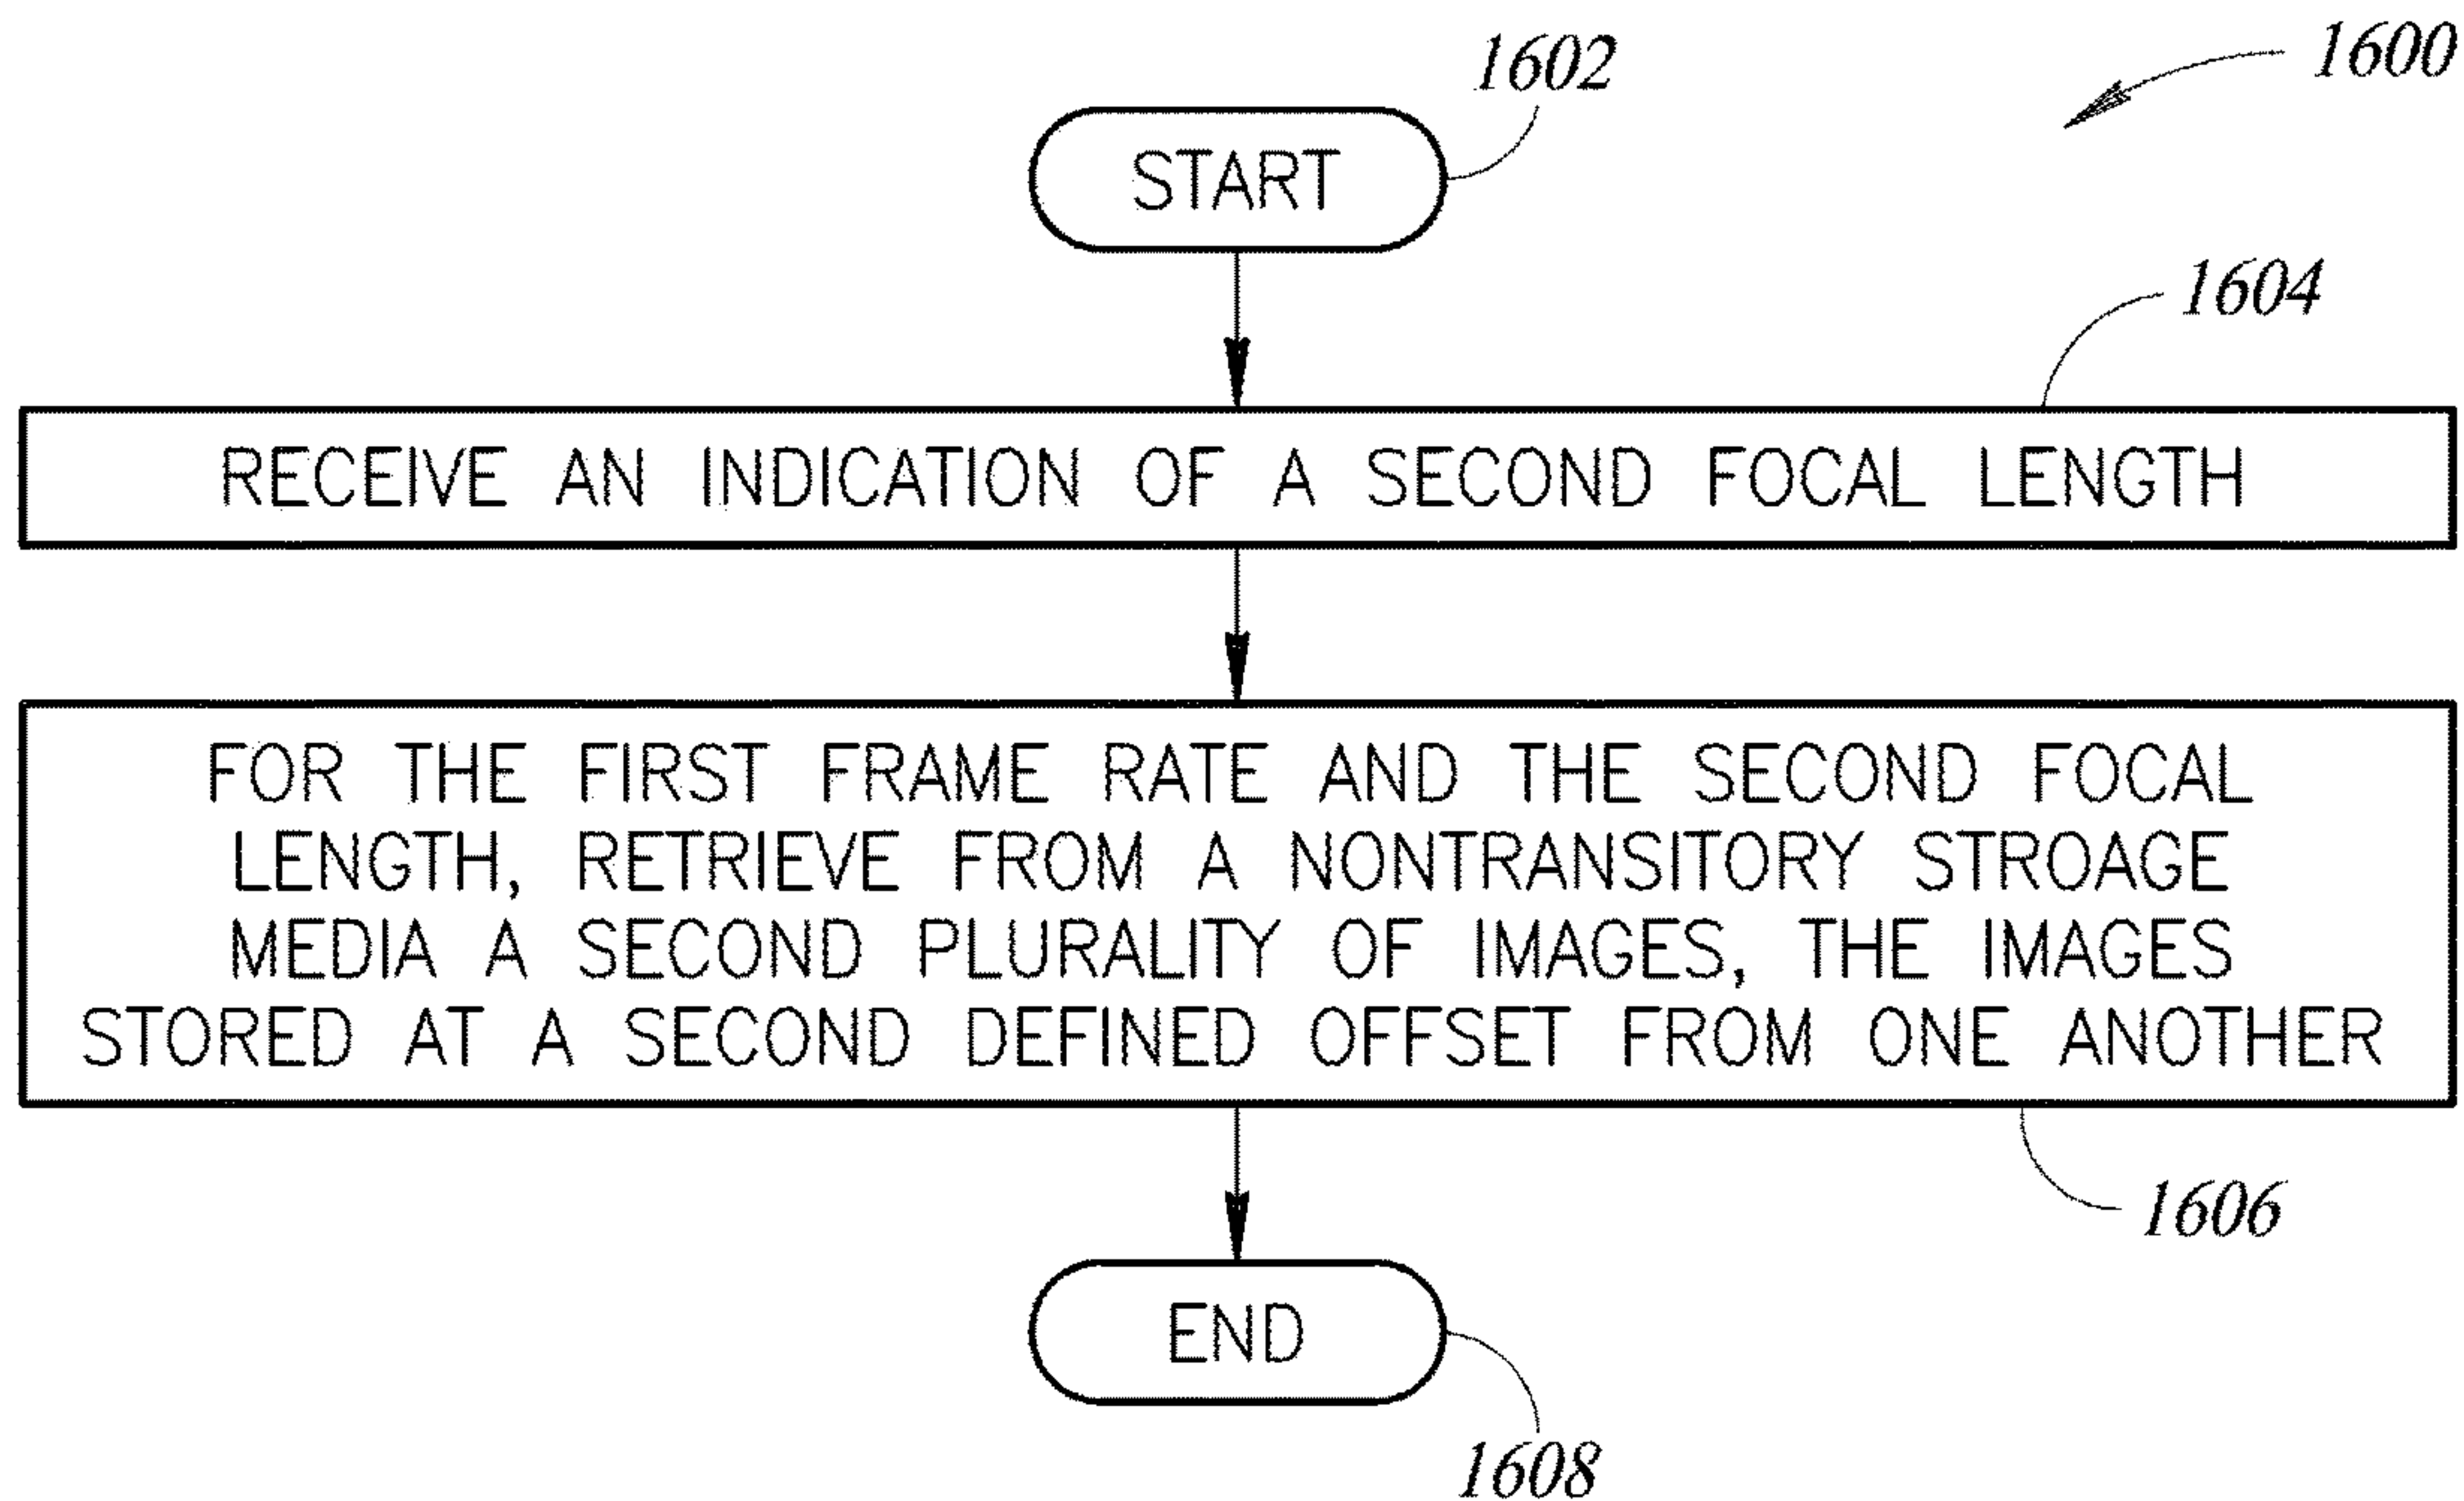 1600
1602
START
1604
RECEIVE AN INDICATION OF A SECOND FOCAL LENGTH
FOR THE FIRST FRAME RATE AND THE SECOND FOCAL
LENGTH, RETRIEVE FROM A NONTRANSITORY STROAGE
MEDIA A SECOND PLURALITY OF IMAGES, THE IMAGES
STORED AT A SECOND DEFINED OFFSET FROM ONE ANOTHER
1606
END
1608